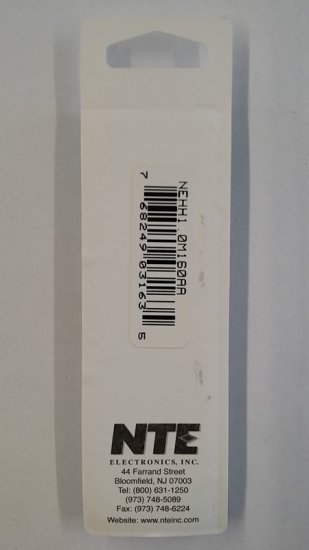 NEHH1.0M160AA
7 68249 03163 5
NTE
ELECTRONICS, INC.
44 Farrand Street
Bloomfield, NJ 07003
Tel: (800) 631-1250
(973) 748-5089
Fax: (973) 748-6224
Website: www.nteinc.com